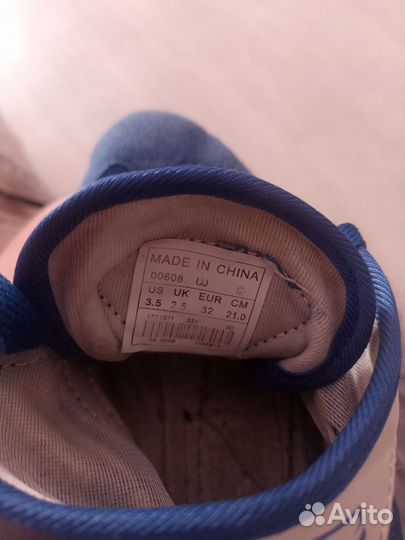 MADE IN CHINA
00608 UJ C
US UK EUR CM
3.5 2.5 32 21.0
Avito